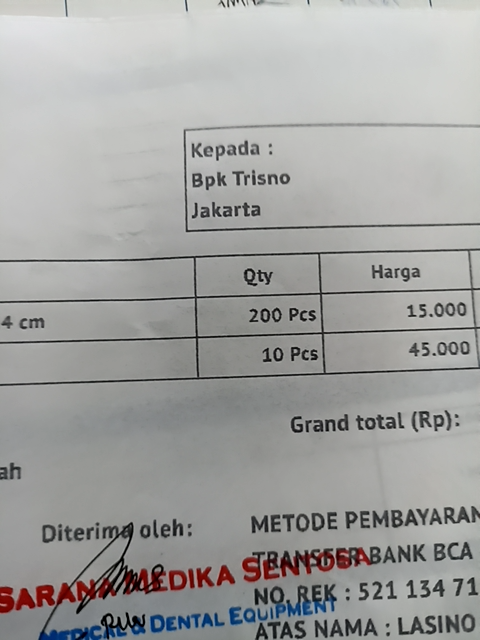 Kepada :
Bpk Trisno
Jakarta
Qty Harga
4 cm 200 Pcs 15.000
10 Pcs 45.000
Grand total (Rp):
ah
Diterima oleh:
METODE PEMBAYARAN
TRANSFER BANK BCA
SARANA MEDIKA SENTOSA
NO. REK : 521 134 71
MEDICAL & DENTAL EQUIPMENT
ATAS NAMA : LASINO